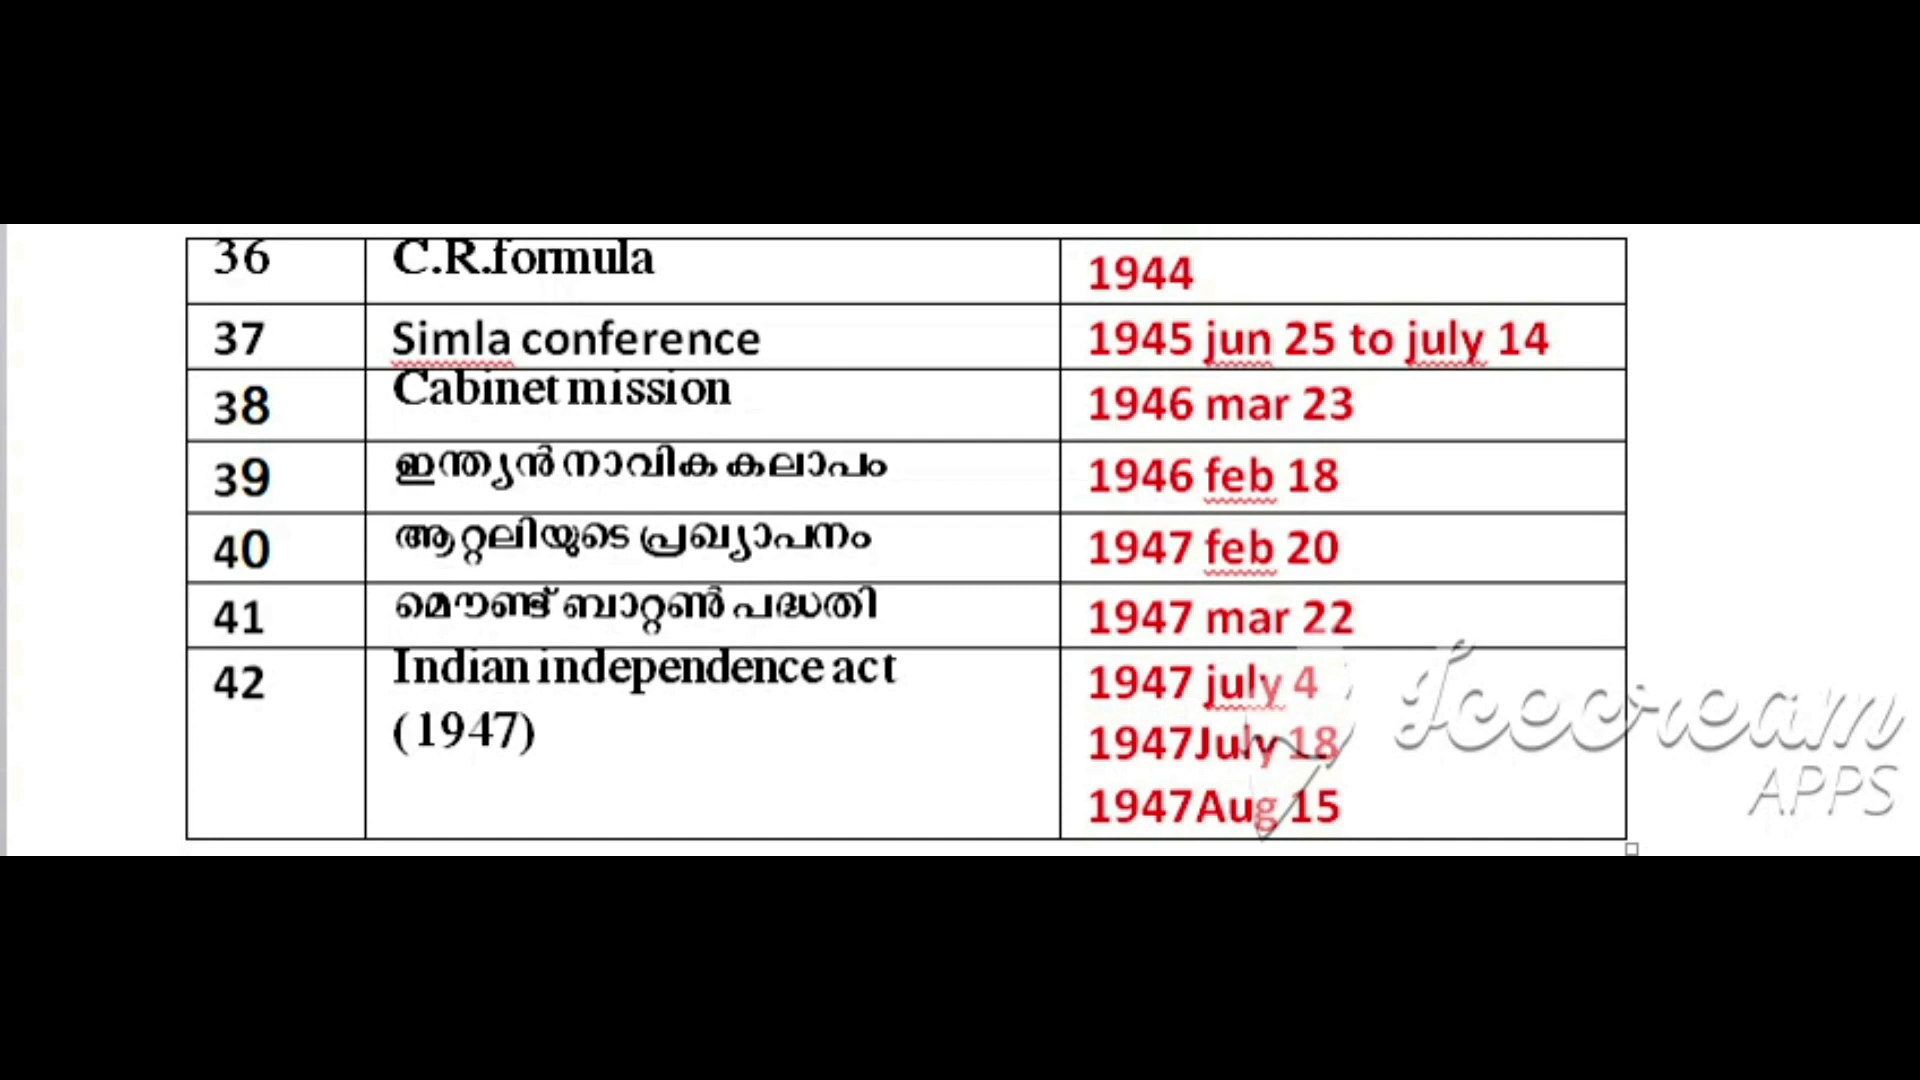 36 C.R.formula 1944
37 Simla conference 1945 jun 25 to july 14
38 Cabinet mission 1946 mar 23
39 ഇന്ത്യൻ നാവിക കലാപം 1946 feb 18
40 ആറ്റലിയുടെ പ്രഖ്യാപനം 1947 feb 20
41 മൌണ്ട് ബാറ്റൺ പദ്ധതി 1947 mar 22
42 Indian independence act 1947 july 4
(1947) 1947July 18
1947Aug 15
Icecream
APPS